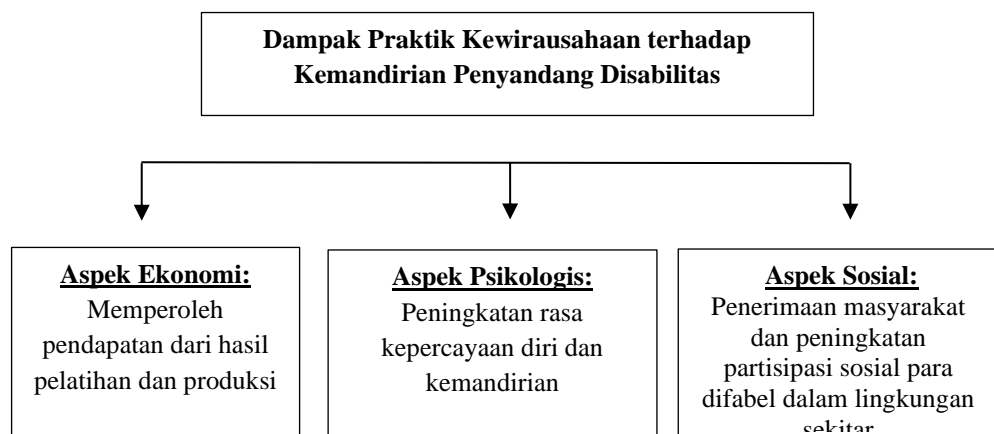 Dampak Praktik Kewirausahaan terhadap
Kemandirian Penyandang Disabilitas
Aspek Ekonomi:
Memperoleh
pendapatan dari hasil
pelatihan dan produksi
Aspek Psikologis:
Peningkatan rasa
kepercayaan diri dan
kemandirian
Aspek Sosial:
Penerimaan masyarakat
dan peningkatan
partisipasi sosial para
difabel dalam lingkungan
sekitar